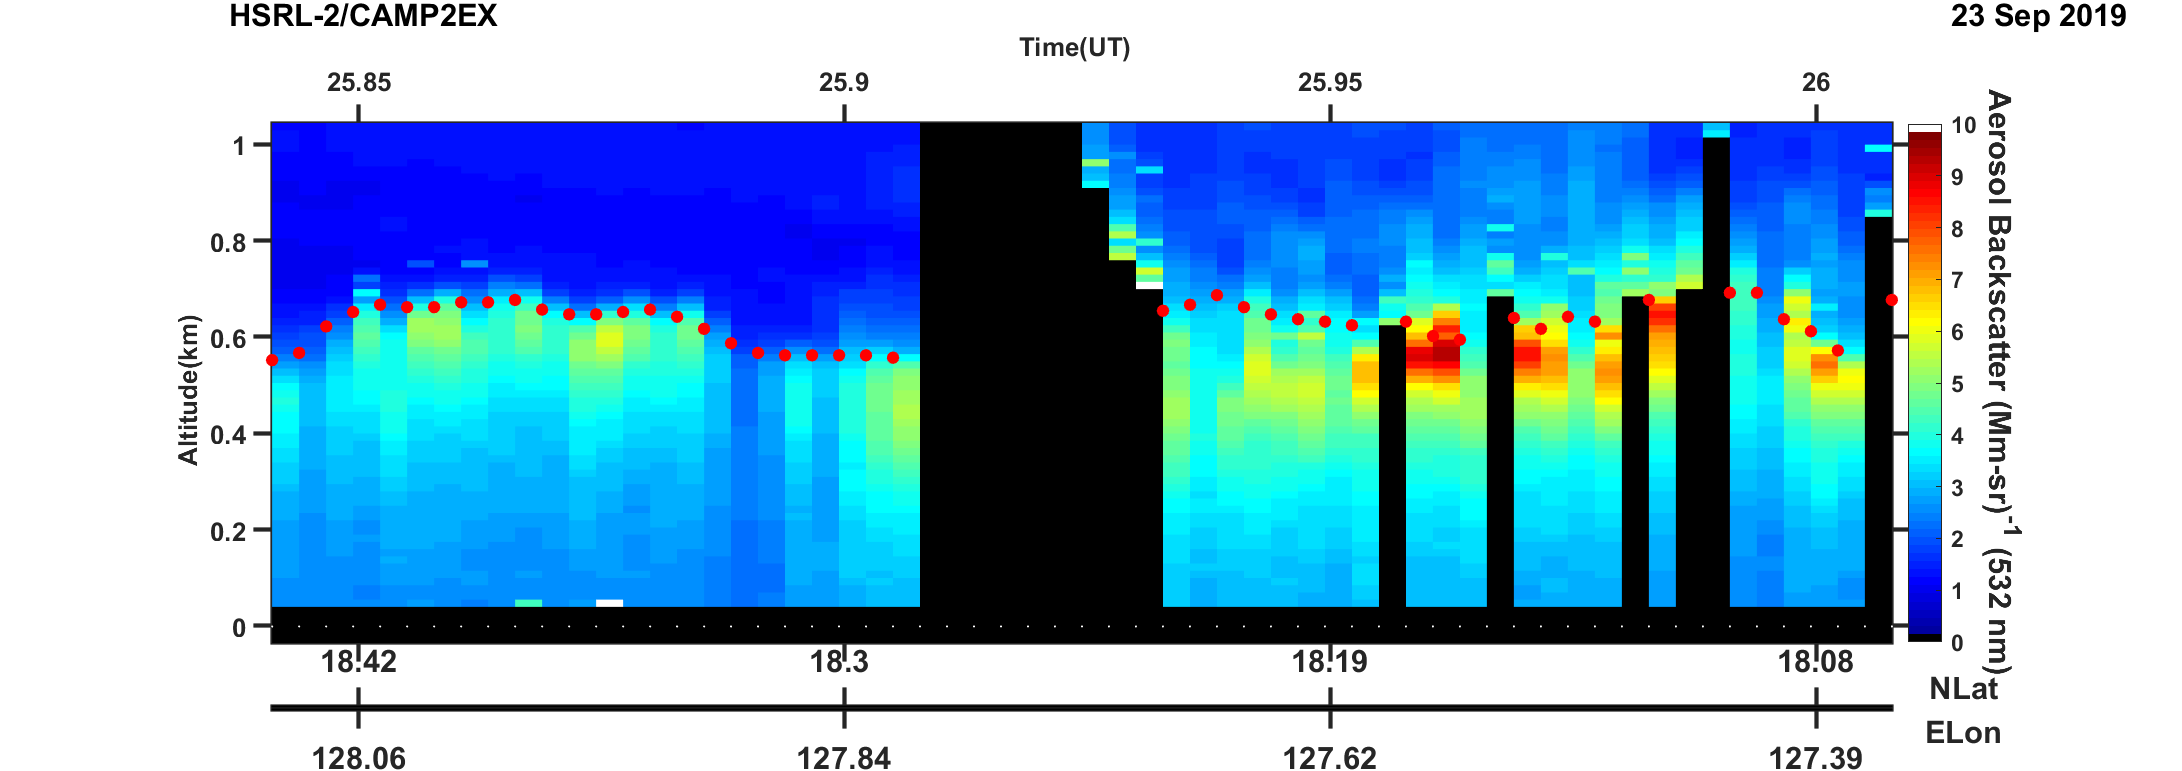 HSRL-2/CAMP2EX
23 Sep 2019
Time(UT)
25.85 25.9 25.95 26
Altitude(km)
1
0.8
0.6
0.4
0.2
0
10
9
8
7
6
5
4
3
2
1
0
Aerosol Backscatter (Mm-sr)-1 (532 nm)
18.42 18.3 18.19 18.08
NLat
ELon
128.06 127.84 127.62 127.39